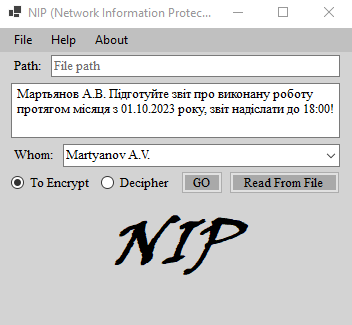 NIP (Network Information Protec...
File Help About
Path: File path
Мартьянов А.В. Підготуйте звіт про виконану роботу
протягом місяця з 01.10.2023 року, звіт надіслати до 18:00!
Whom: Martyanov A.V.
To Encrypt Decipher GO Read From File
NIP